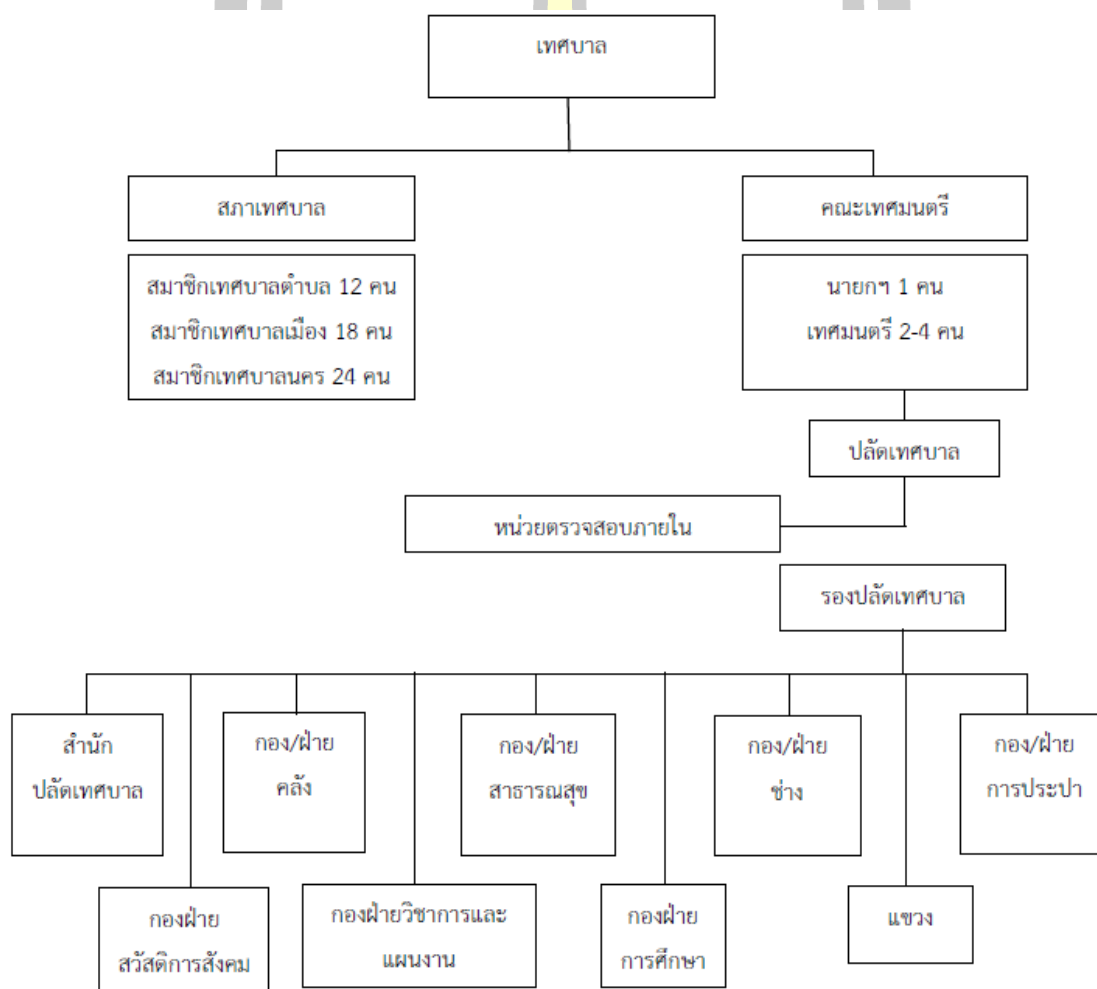 เทศบาล
สภาเทศบาล
คณะเทศมนตรี
สมาชิกเทศบาลตำบล 12 คน
สมาชิกเทศบาลเมือง 18 คน
สมาชิกเทศบาลนคร 24 คน
นายกฯ 1 คน
เทศมนตรี 2-4 คน
ปลัดเทศบาล
หน่วยตรวจสอบภายใน
รองปลัดเทศบาล
สำนัก
ปลัดเทศบาล
กอง/ฝ่าย
คลัง
กอง/ฝ่าย
สาธารณสุข
กอง/ฝ่าย
ช่าง
กอง/ฝ่าย
การประปา
กองฝ่าย
สวัสดิการสังคม
กองฝ่ายวิชาการและ
แผนงาน
กองฝ่าย
การศึกษา
แขวง